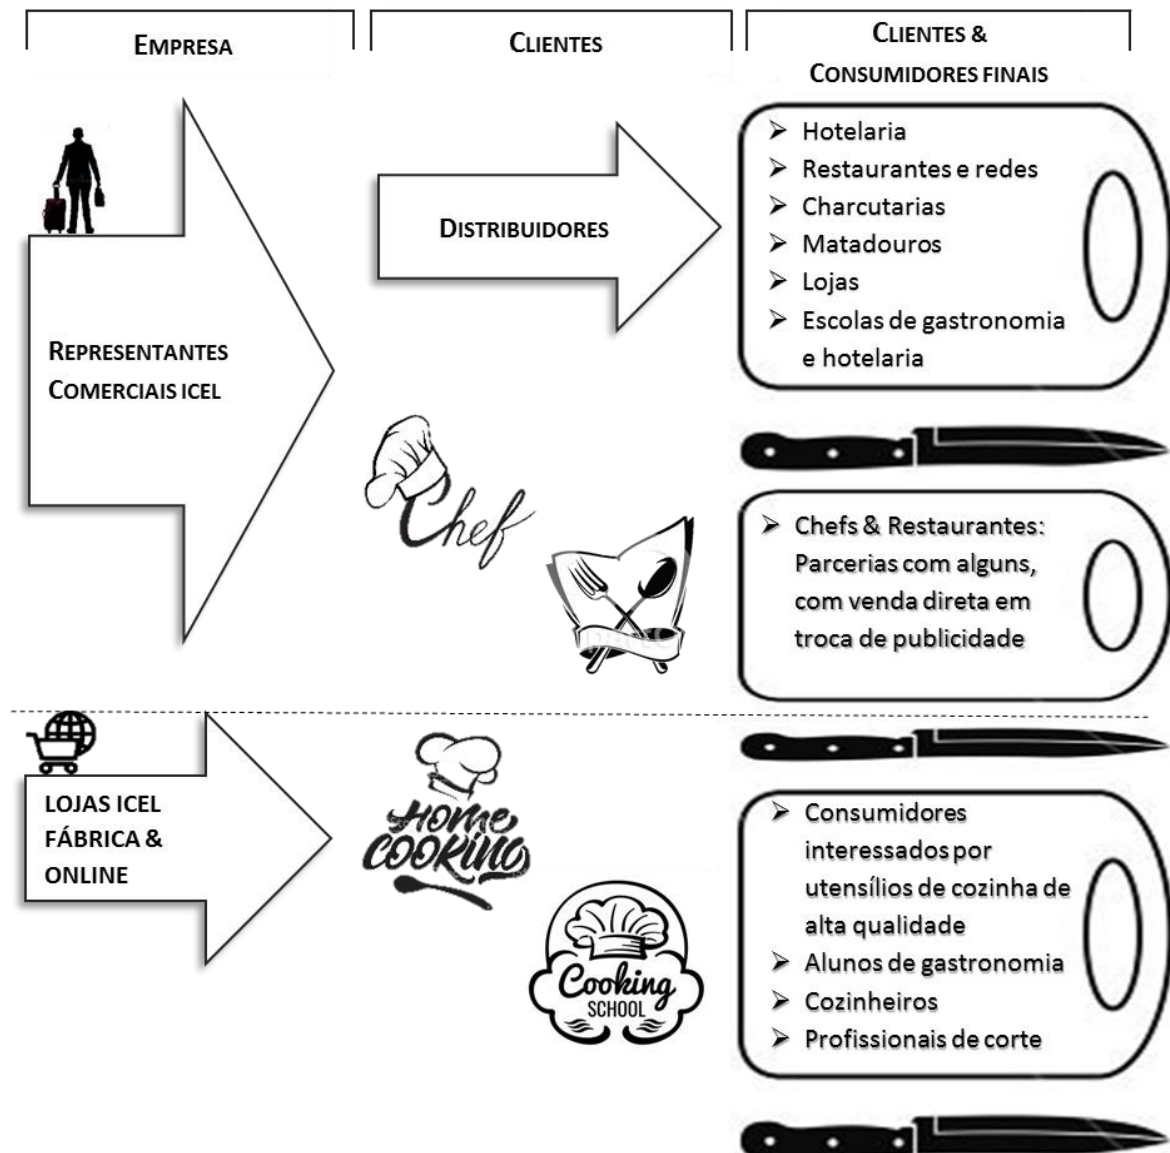 EMPRESA
CLIENTES
CLIENTES &
CONSUMIDORES FINAIS
REPRESENTANTES
COMERCIAIS ICEL
DISTRIBUIDORES
➢ Hotelaria
➢ Restaurantes e redes
➢ Charcutarias
➢ Matadouros
➢ Lojas
➢ Escolas de gastronomia
e hotelaria
Chef
➢ Chefs & Restaurantes:
Parcerias com alguns,
com venda direta em
troca de publicidade
LOJAS ICEL
FÁBRICA &
ONLINE
HOME
COOKING
Cooking
SCHOOL
➢ Consumidores
interessados por
utensílios de cozinha de
alta qualidade
➢ Alunos de gastronomia
➢ Cozinheiros
➢ Profissionais de corte